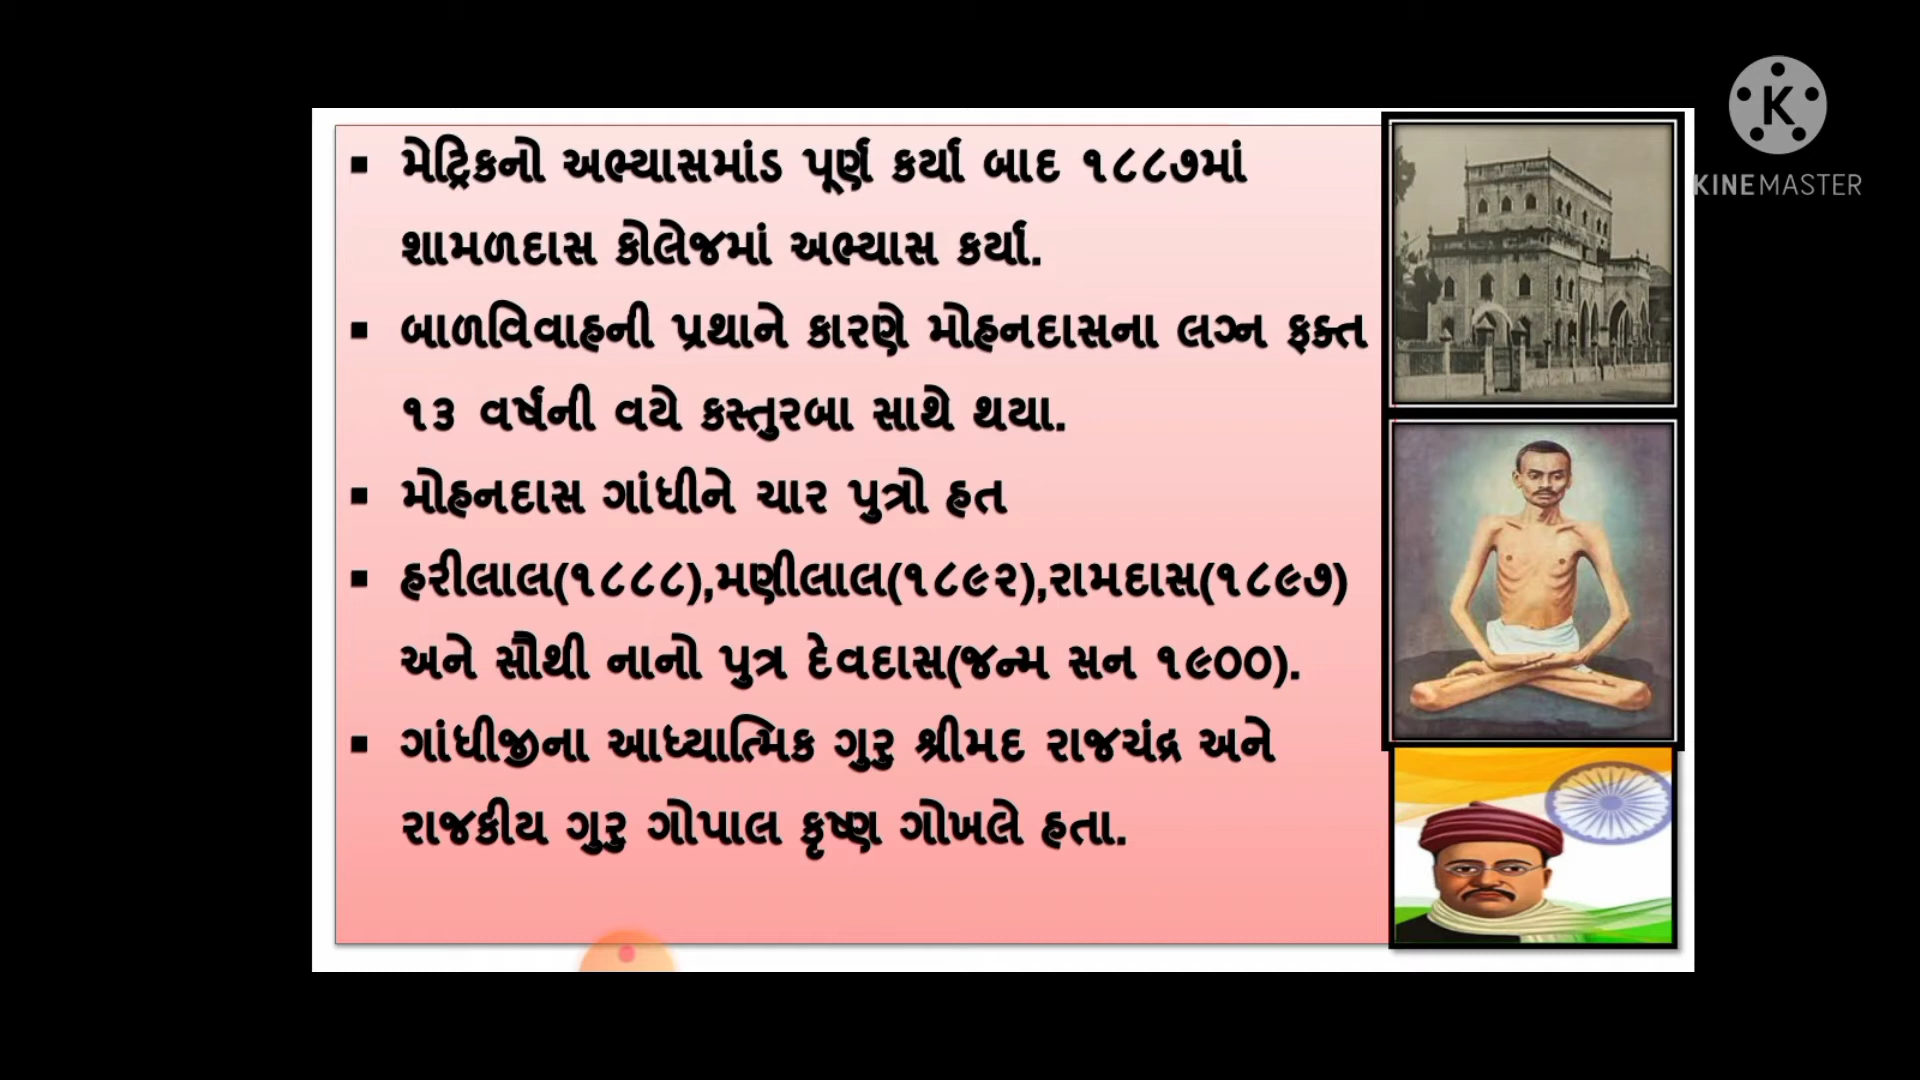 ▪ મેટ્રિકનો અભ્યાસમાંડ પૂર્ણ કર્યા બાદ ૧૮૮૭માં
શામળદાસ કોલેજમાં અભ્યાસ કર્યા.
▪ બાળવિવાહની પ્રથાને કારણે મોહનદાસના લગ્ન ફક્ત
૧૩ વર્ષની વયે કસ્તુરબા સાથે થયા.
▪ મોહનદાસ ગાંધીને ચાર પુત્રો હત
▪ હરીલાલ(૧૮૮૮),મણીલાલ(૧૮૯૨),રામદાસ(૧૮૯૭)
અને સૌથી નાનો પુત્ર દેવદાસ(જન્મ સન ૧૯૦૦).
▪ ગાંધીજીના આધ્યાત્મિક ગુરુ શ્રીમદ રાજચંદ્ર અને
રાજકીય ગુરુ ગોપાલ કૃષ્ણ ગોખલે હતા.
K
KINEMASTER